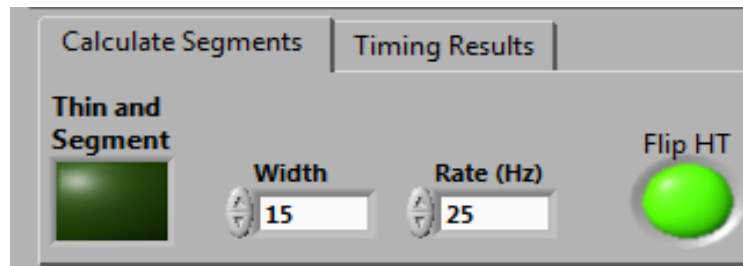 Calculate Segments
Timing Results
Thin and
Segment
Width
Rate (Hz)
Flip HT
15
25